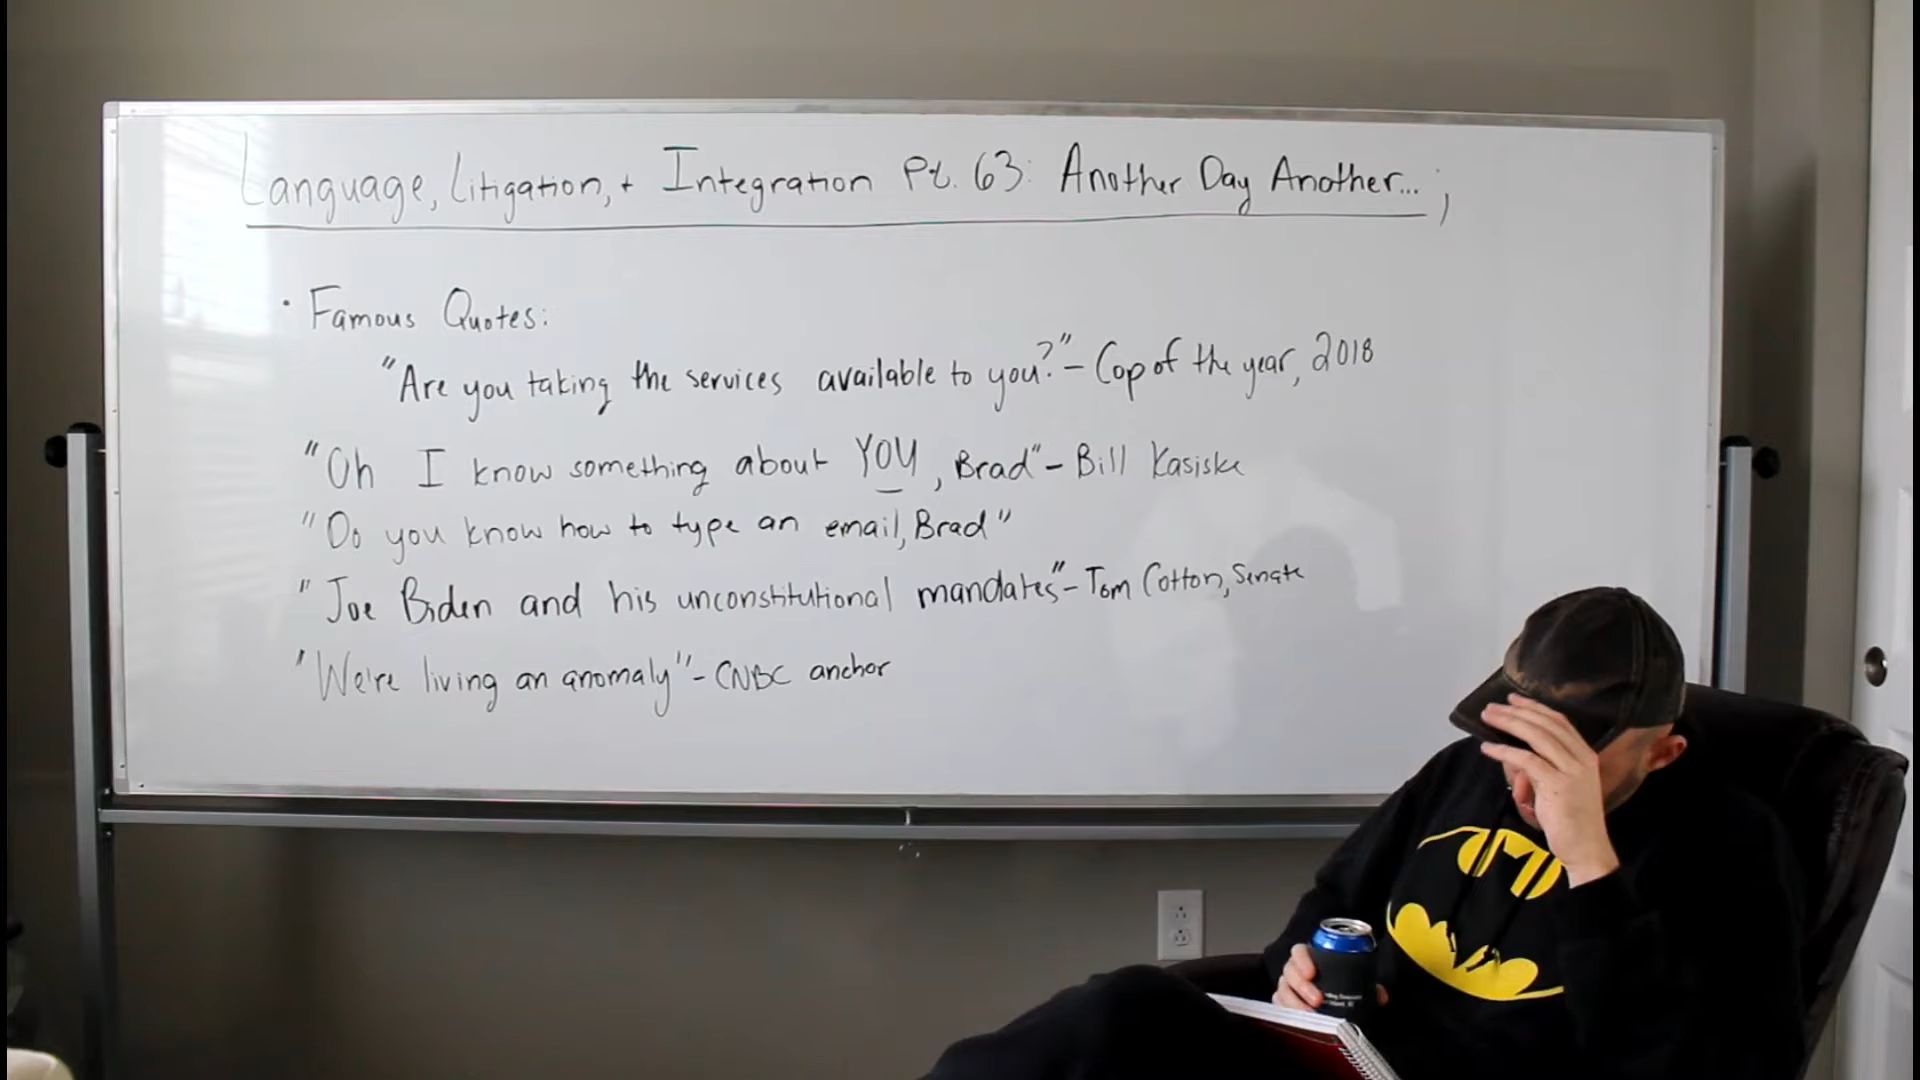 Language, Litigation, + Integration Pt. 63: Another Day Another... ;
• Famous Quotes:
"Are you taking the services available to you?" - Cop of the year, 2018
"Oh I know something about YOU, Brad" - Bill Kasiske
"Do you know how to type an email, Brad"
"Joe Biden and his unconstitutional mandates" - Tom Cotton, Senate
"We're living an anomaly" - CNBC anchor